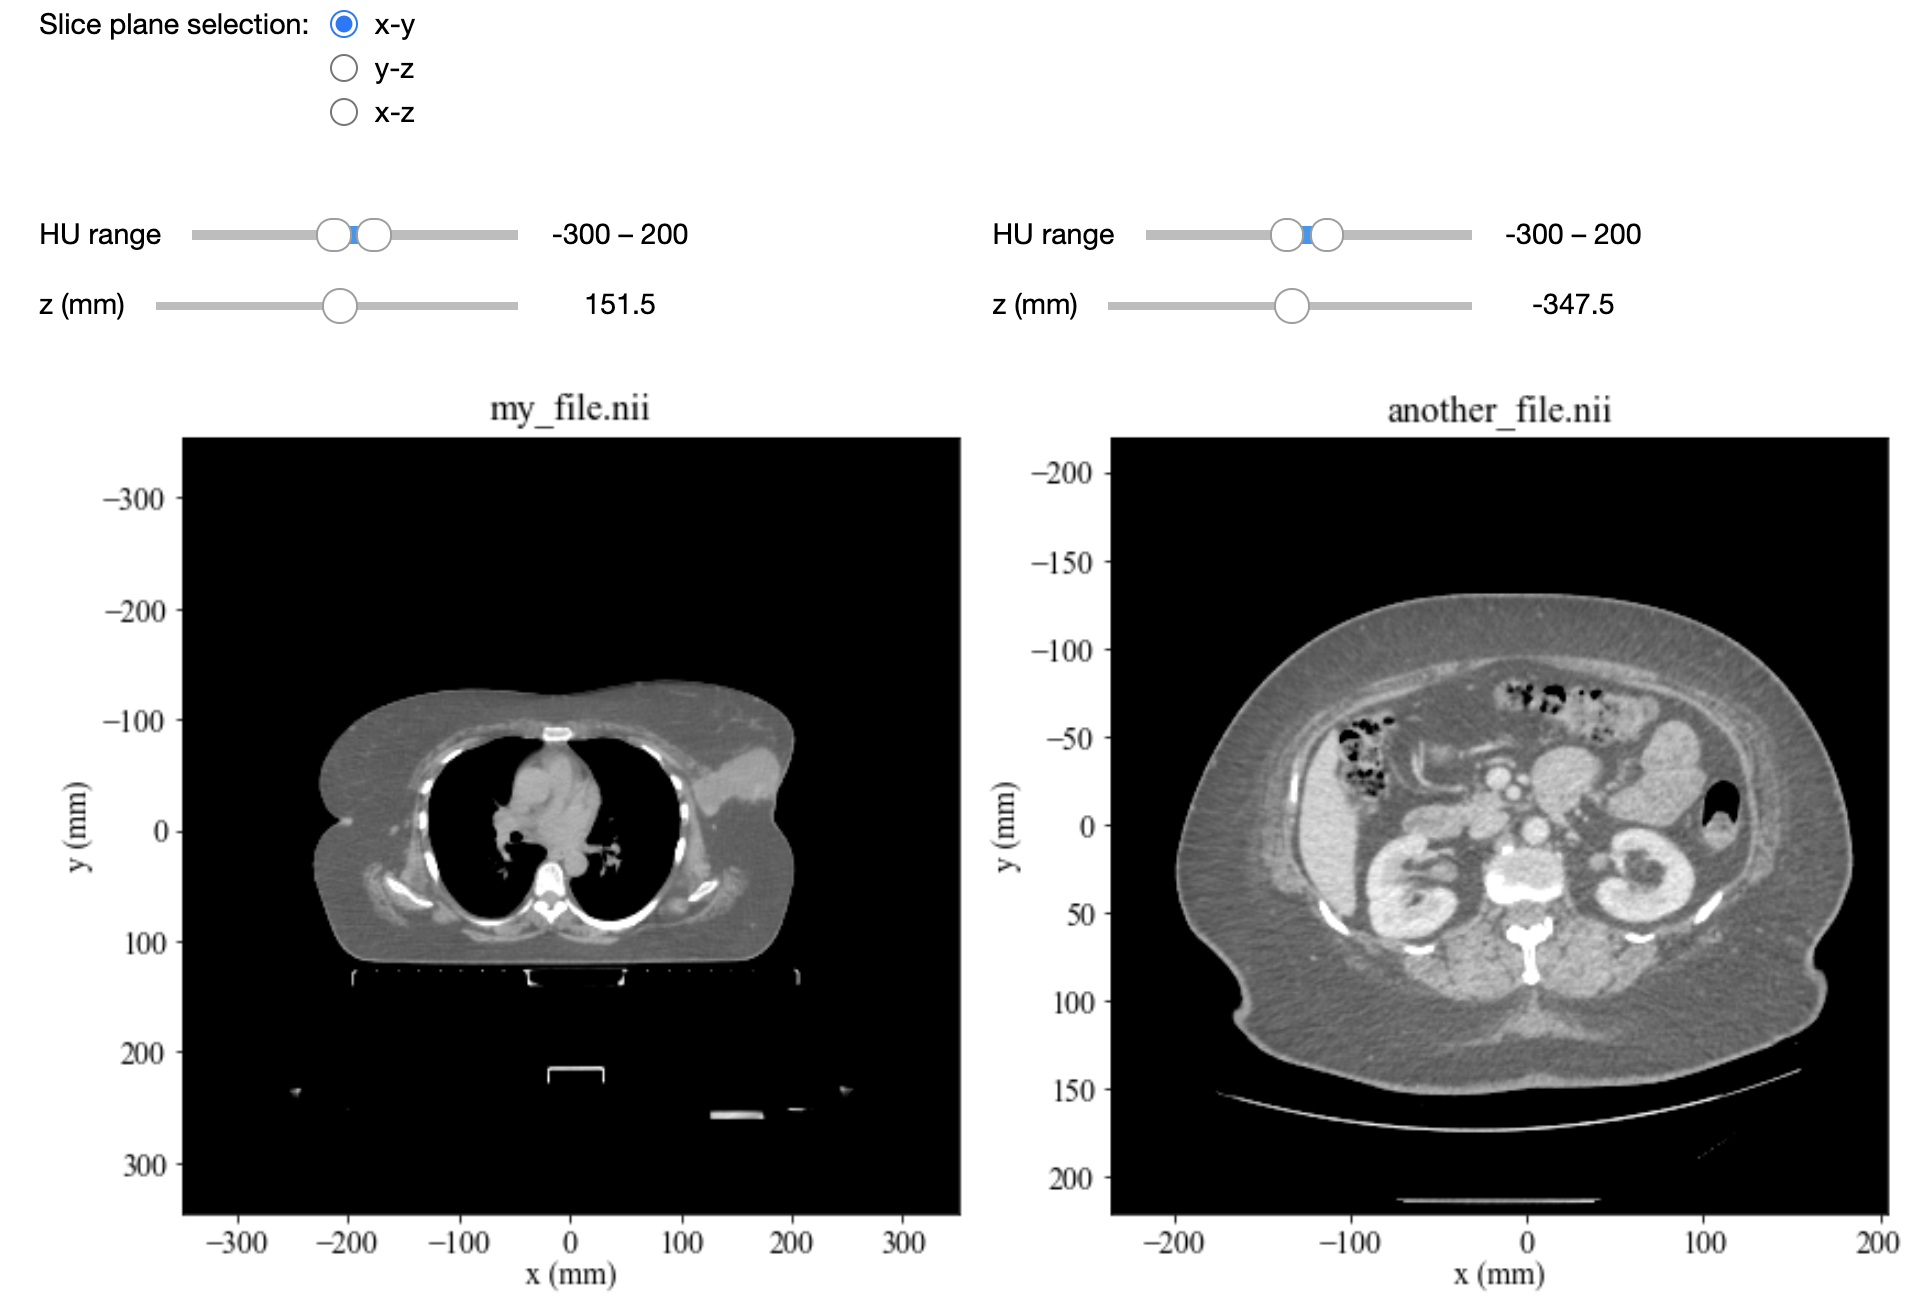 Slice plane selection: x-y
y-z
x-z
HU range -300 – 200
z (mm) 151.5
HU range -300 – 200
z (mm) -347.5
my_file.nii
−300
−200
−100
0
100
200
300
y (mm)
−300 −200 −100 0 100 200 300
x (mm)
another_file.nii
−200
−150
−100
−50
0
50
100
150
200
y (mm)
−200 −100 0 100 200
x (mm)